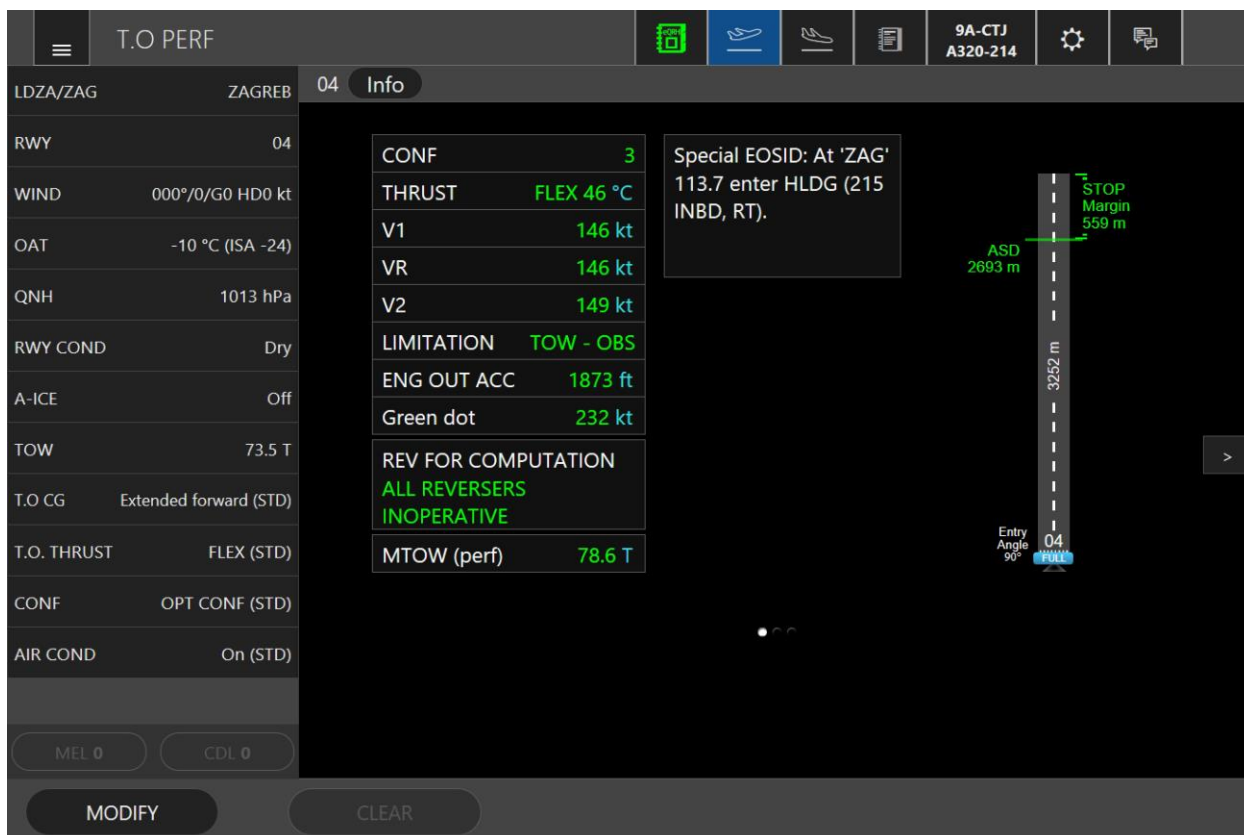 T.O PERF
eQRH
9A-CTJ
A320-214
LDZA/ZAG ZAGREB
RWY 04
WIND 000°/0/G0 HD0 kt
OAT -10 °C (ISA -24)
QNH 1013 hPa
RWY COND Dry
A-ICE Off
TOW 73.5 T
T.O CG Extended forward (STD)
T.O. THRUST FLEX (STD)
CONF OPT CONF (STD)
AIR COND On (STD)
MEL 0 CDL 0
MODIFY CLEAR
04 Info
CONF 3
THRUST FLEX 46 °C
V1 146 kt
VR 146 kt
V2 149 kt
LIMITATION TOW - OBS
ENG OUT ACC 1873 ft
Green dot 232 kt
REV FOR COMPUTATION
ALL REVERSERS
INOPERATIVE
MTOW (perf) 78.6 T
Special EOSID: At 'ZAG'
113.7 enter HLDG (215
INBD, RT).
STOP
Margin
559 m
ASD
2693 m
3252 m
Entry
Angle
90°
04
FULL
>